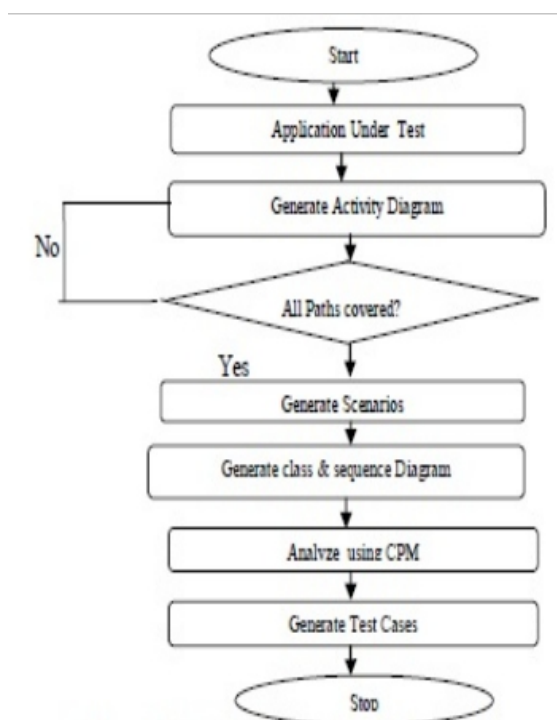 Start
Application Under Test
Generate Activity Diagram
No
All Paths covered?
Yes
Generate Scenarios
Generate class & sequence Diagram
Analyze using CPM
Generate Test Cases
Stop